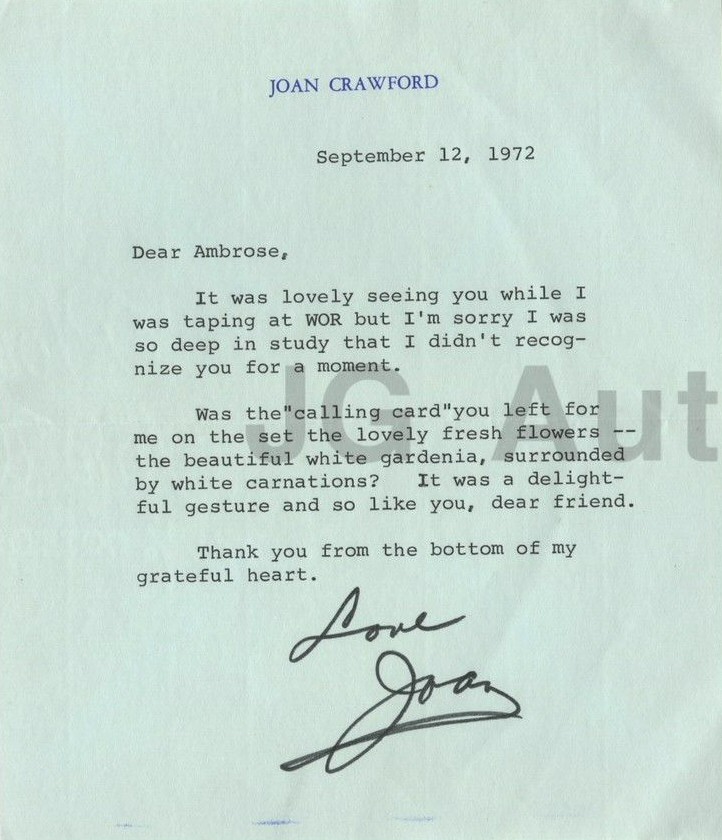 JOAN CRAWFORD
September 12, 1972
Dear Ambrose,
It was lovely seeing you while I
was taping at WOR but I'm sorry I was
so deep in study that I didn't recog-
nize you for a moment.
Was the"calling card"you left for
me on the set the lovely fresh flowers --
the beautiful white gardenia, surrounded
by white carnations? It was a delight-
ful gesture and so like you, dear friend.
Thank you from the bottom of my
grateful heart.
Love
Joan
JG Aut